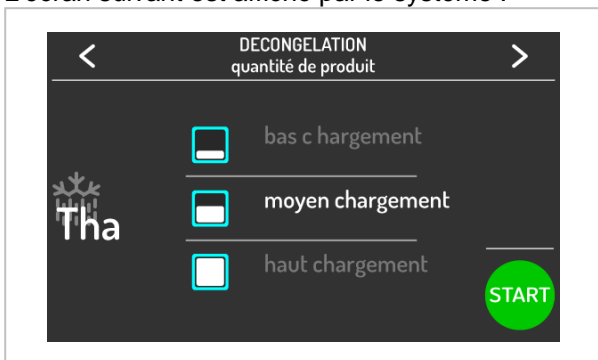 L'écran suivant est affiché par le système :
<
DECONGELATION
quantité de produit
>
bas c hargement
moyen chargement
Tha
haut chargement
START